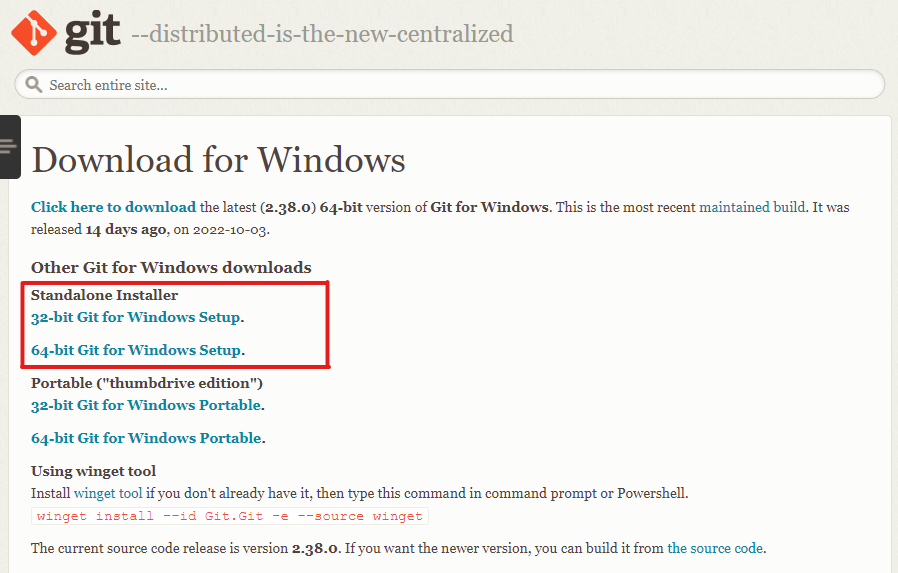 git --distributed-is-the-new-centralized
Search entire site...
Download for Windows
Click here to download the latest (2.38.0) 64-bit version of Git for Windows. This is the most recent maintained build. It was
released 14 days ago, on 2022-10-03.
Other Git for Windows downloads
Standalone Installer
32-bit Git for Windows Setup.
64-bit Git for Windows Setup.
Portable ("thumbdrive edition")
32-bit Git for Windows Portable.
64-bit Git for Windows Portable.
Using winget tool
Install winget tool if you don't already have it, then type this command in command prompt or Powershell.
winget install --id Git.Git -e --source winget
The current source code release is version 2.38.0. If you want the newer version, you can build it from the source code.